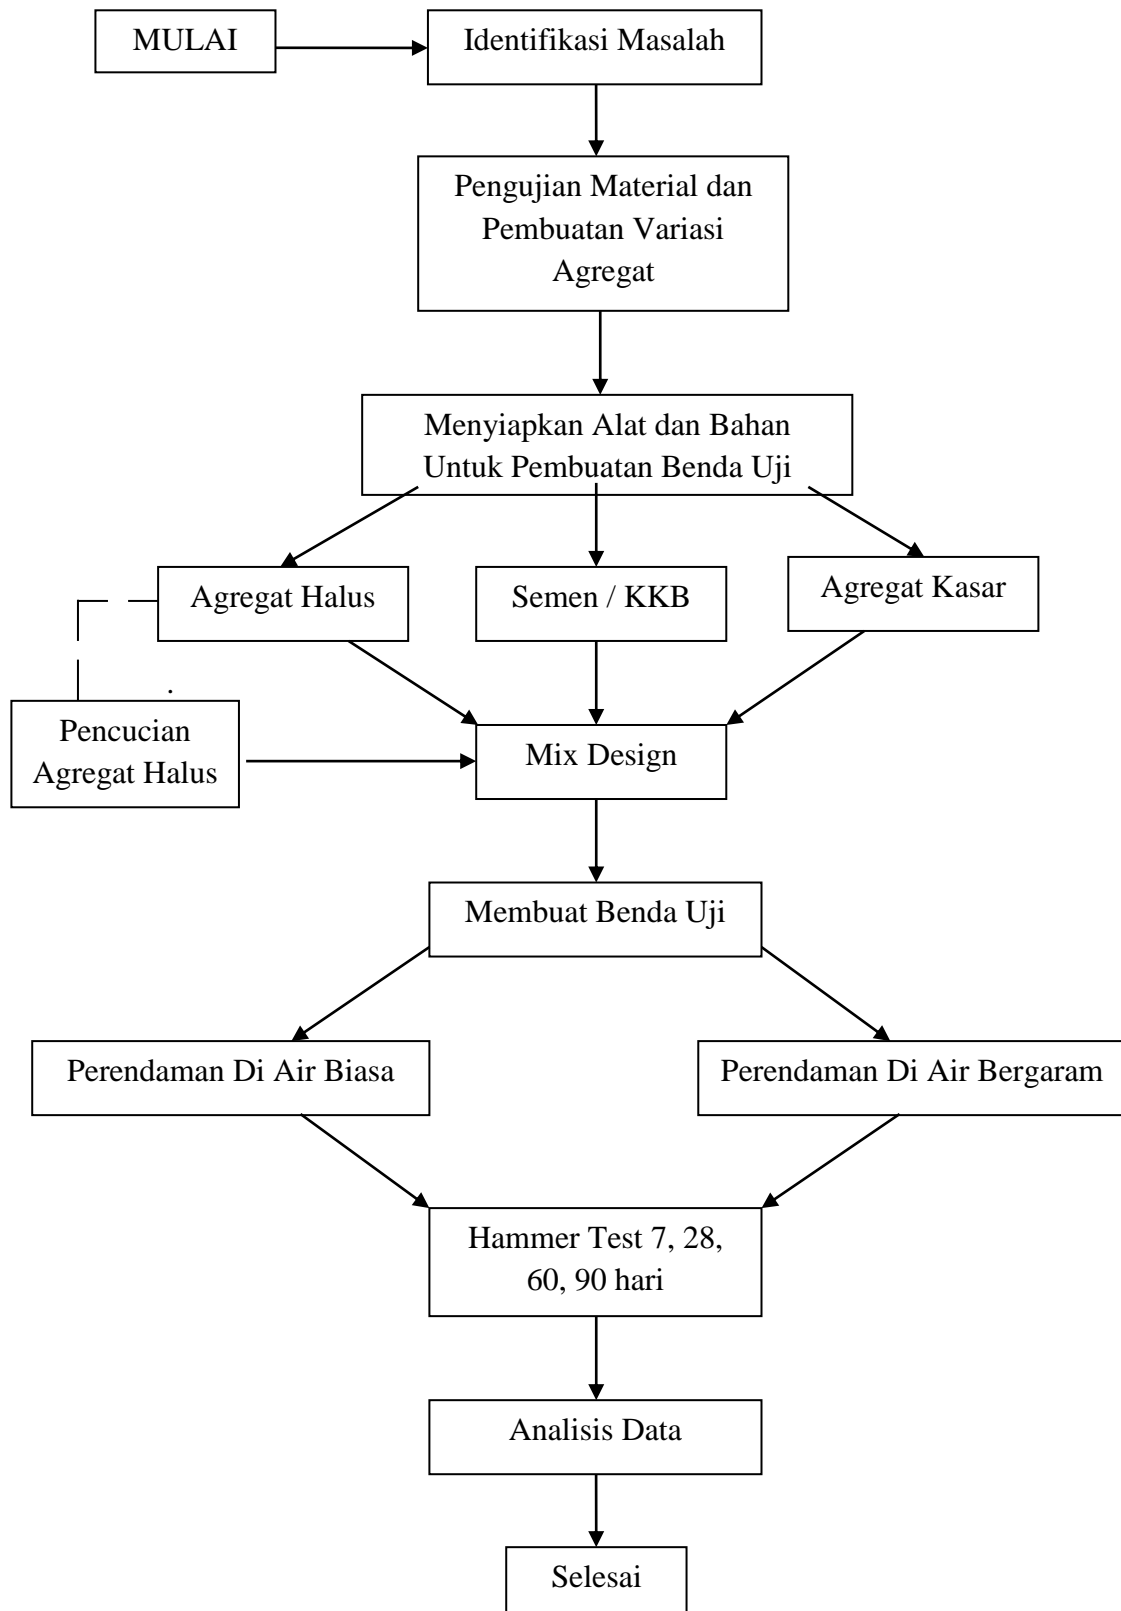 MULAI
Identifikasi Masalah
Pengujian Material dan
Pembuatan Variasi
Agregat
Menyiapkan Alat dan Bahan
Untuk Pembuatan Benda Uji
Agregat Halus
Semen / KKB
Agregat Kasar
.
Pencucian
Agregat Halus
Mix Design
Membuat Benda Uji
Perendaman Di Air Biasa
Perendaman Di Air Bergaram
Hammer Test 7, 28,
60, 90 hari
Analisis Data
Selesai